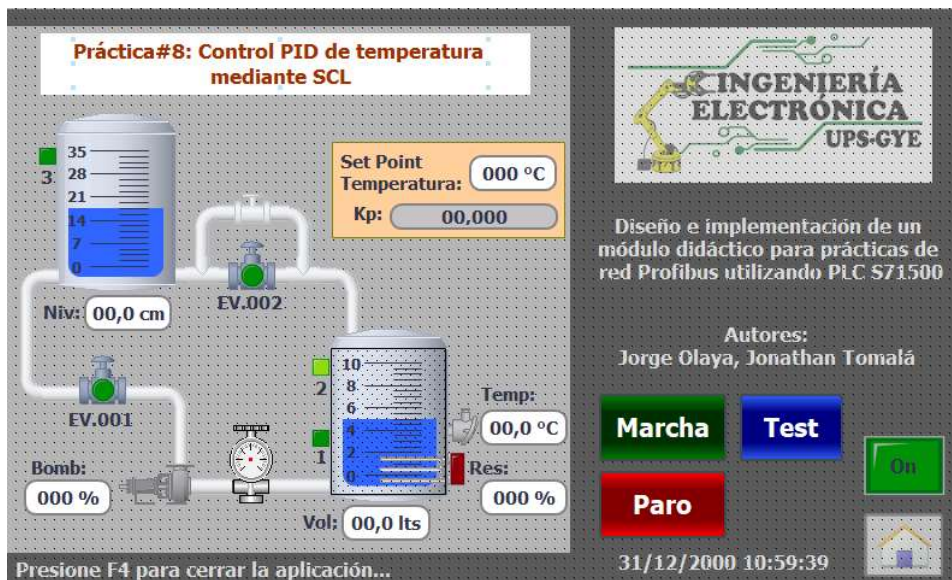 Práctica#8: Control PID de temperatura
mediante SCL
INGENIERÍA
ELECTRÓNICA
UPS-GYE
35
28
21
14
7
0
3
Set Point
Temperatura:
000 °C
Kp:
00,000
Diseño e implementación de un
módulo didáctico para prácticas de
red Profibus utilizando PLC S71500
EV.002
Niv:
00,0 cm
Autores:
Jorge Olaya, Jonathan Tomalá
10
8
6
4
2
0
2
1
EV.001
Temp:
00,0 °C
Marcha
Test
On
Bomb:
000 %
Res:
000 %
Paro
Vol:
00,0 lts
31/12/2000 10:59:39
Presione F4 para cerrar la aplicación...